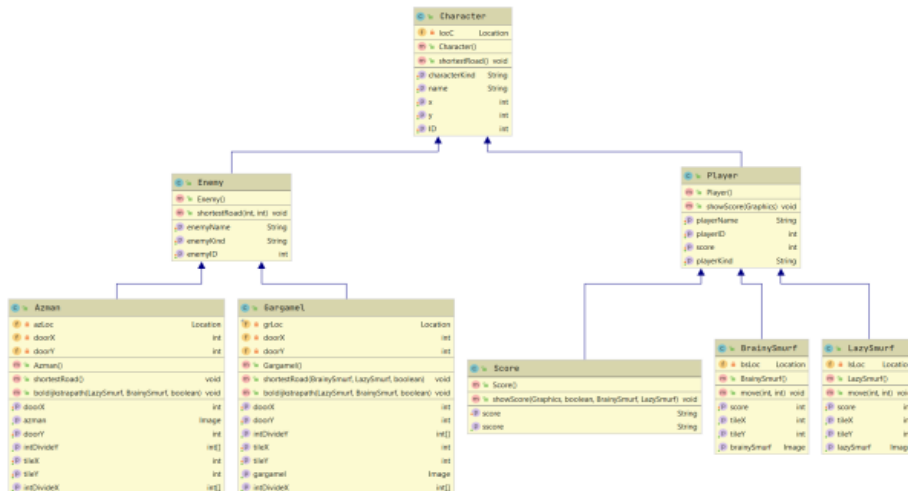 Character
locC Location
Character()
shortestRoad() void
characterKind String
name String
x int
y int
ID int
Enemy
Enemy()
shortestRoad(int, int) void
enemyName String
enemyKind String
enemyID int
Player
Player()
showScore(Graphics) void
playerName String
playerID int
score int
playerKind String
Azman
azLoc Location
doorX int
doorY int
Azman()
shortestRoad() void
boldijkstrapath(LazySmurf, BrainySmurf, boolean) void
doorX int
azman Image
doorY int
intDivideY int[]
tileX int
tileY int
intDivideX int[]
Gargamel
grLoc Location
doorX int
doorY int
Gargamel()
shortestRoad(BrainySmurf, LazySmurf, boolean) void
boldijkstrapath(LazySmurf, BrainySmurf, boolean) void
doorX int
doorY int
intDivideY int[]
tileX int
tileY int
gargamel Image
intDivideX int[]
Score
Score()
showScore(Graphics, boolean, BrainySmurf, LazySmurf) void
score String
sscore String
BrainySmurf
bsLoc Location
BrainySmurf()
move(int, int) void
score int
tileX int
tileY int
brainySmurf Image
LazySmurf
lsLoc Locatio
LazySmurf()
move(int, int) void
score int
tileX int
tileY int
lazySmurf Image